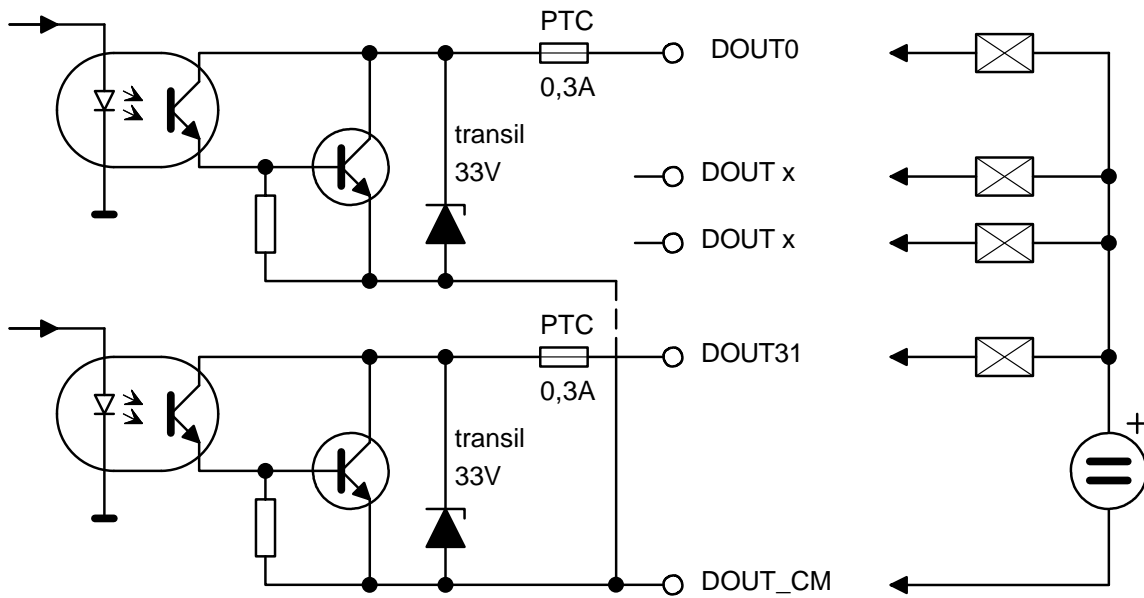 PTC
DOUT0
0,3A
transil
33V
DOUT x
DOUT x
PTC
DOUT31
0,3A
transil
33V
+
DOUT_CM